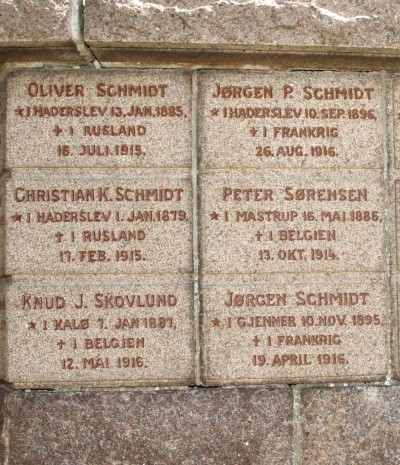 OLIVER SCHMIDT
★ I HADERSLEV 13. JAN. 1885,
✝ I RUSLAND
16. JULI. 1915.
CHRISTIAN K. SCHMIDT
★ I HADERSLEV 1. JAN. 1879,
✝ I RUSLAND
17. FEB. 1915.
KNUD J. SKOVLUND
★ I KALØ 7. JAN 1887,
✝ I BELGIEN
12. MAI 1916.
JØRGEN P. SCHMIDT
★ I HADERSLEV 10. SEP. 1896,
✝ I FRANKRIG
26. AUG. 1916.
PETER SØRENSEN
★ I MASTRUP 16. MAI. 1886,
✝ I BELGIEN
13. OKT. 1914.
JØRGEN SCHMIDT
★ I GJENNER 10. NOV. 1895,
✝ I FRANKRIG
19. APRIL 1916.